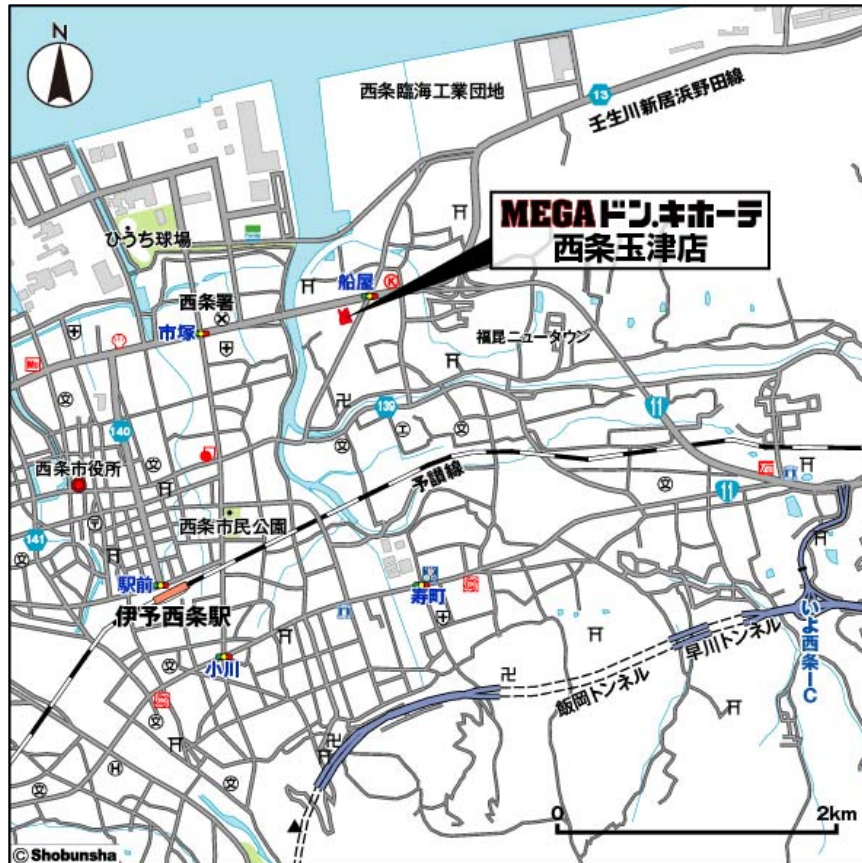 N
西条臨海工業団地
13
壬生川新居浜野田線
MEGAドン.キホーテ
西条玉津店
ひうち球場
船屋
K
西条署
市塚
福昆ニュータウン
139
11
140
西条市役所
予讃線
11
西条市民公園
141
駅前
伊予西条駅
寿町
小川
いよ西条IC
早川トンネル
飯岡トンネル
H
0
2km
© Shobunsha